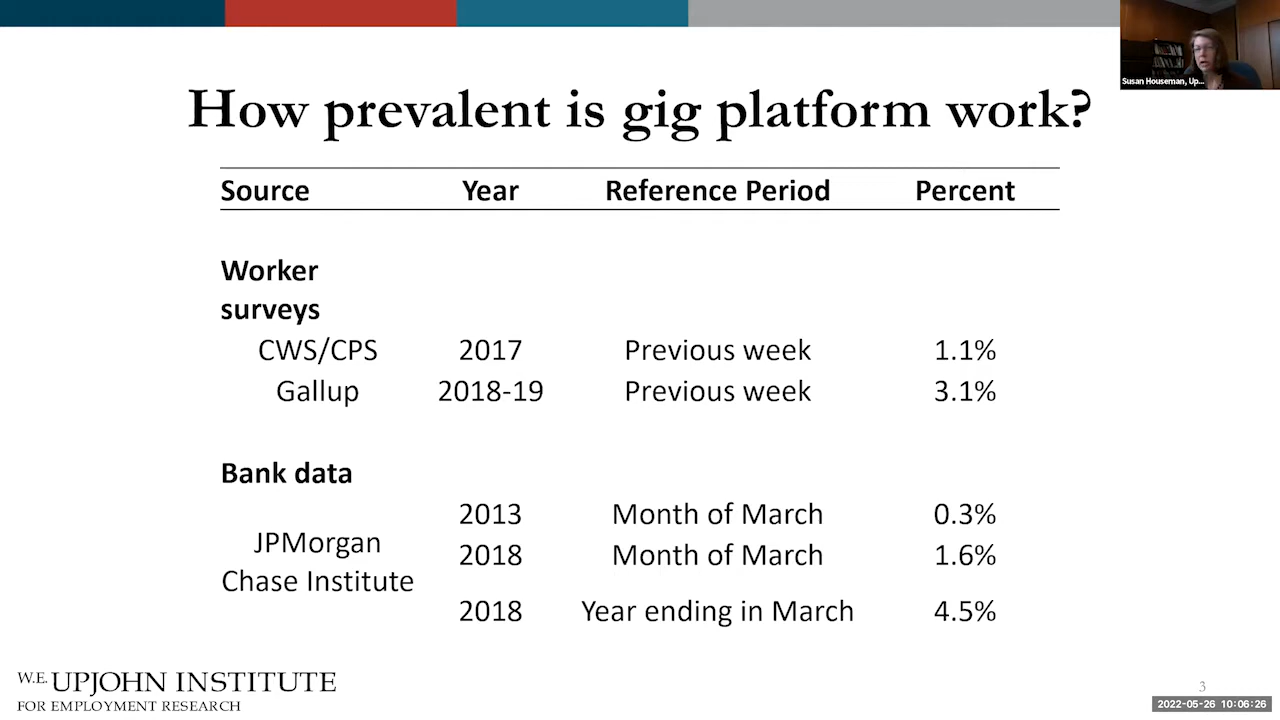 Susan Houseman, Up...
How prevalent is gig platform work?
Source Year Reference Period Percent
Worker
surveys
CWS/CPS 2017 Previous week 1.1%
Gallup 2018-19 Previous week 3.1%
Bank data
2013 Month of March 0.3%
JPMorgan
2018 Month of March 1.6%
Chase Institute
2018 Year ending in March 4.5%
W.E. UPJOHN INSTITUTE
FOR EMPLOYMENT RESEARCH
3
2022-05-26 10:06:26